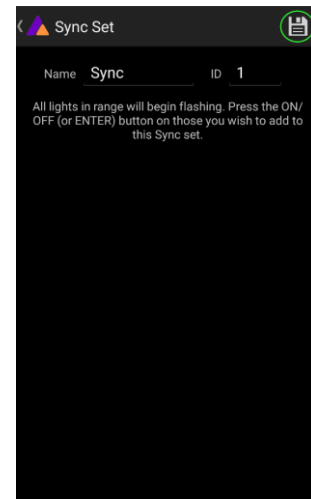 Sync Set
Name Sync ID 1
All lights in range will begin flashing. Press the ON/
OFF (or ENTER) button on those you wish to add to
this Sync set.